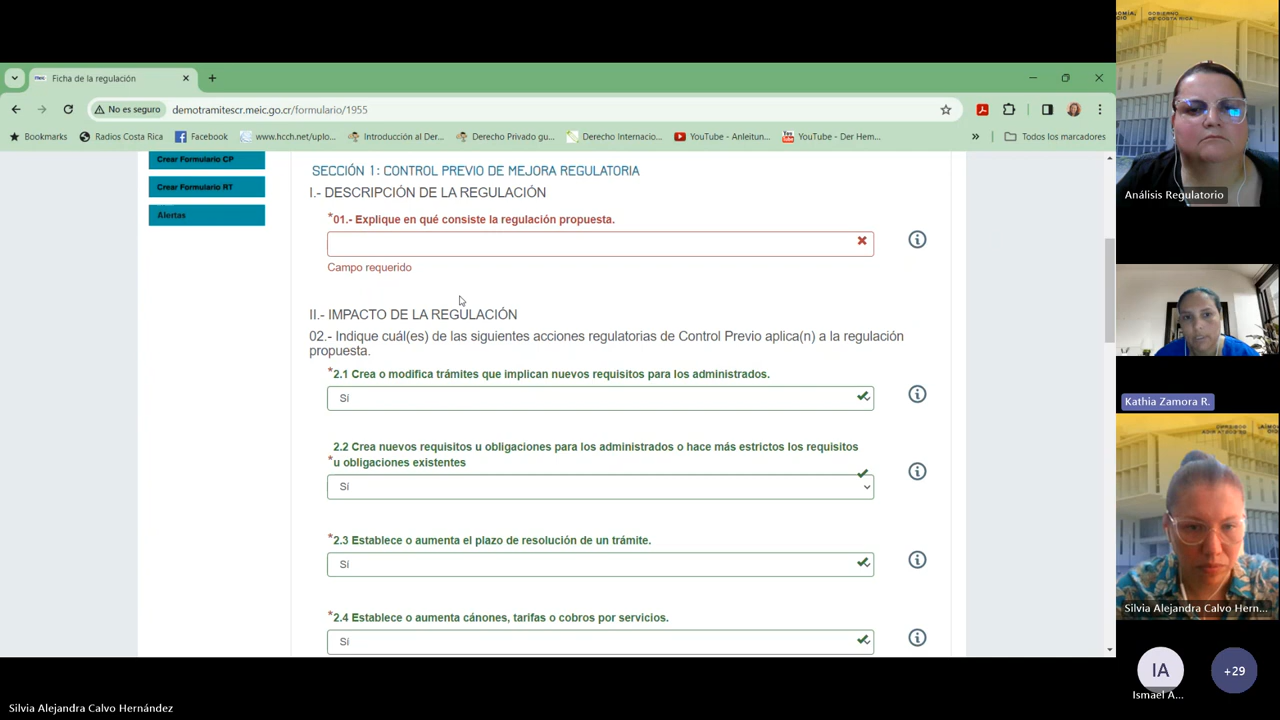 Ficha de la regulación
No es seguro
demotramitescr.meic.go.cr/formulario/1955
Bookmarks
Radios Costa Rica
Facebook
www.hcch.net/uplo...
Introducción al Der...
Derecho Privado gu...
Derecho Internacio...
YouTube - Anleitun...
YouTube - Der Hem...
»
Todos los marcadores
Crear Formulario CP
Crear Formulario RT
Alertas
SECCIÓN 1: CONTROL PREVIO DE MEJORA REGULATORIA
I.- DESCRIPCIÓN DE LA REGULACIÓN
*01.- Explique en qué consiste la regulación propuesta.
Campo requerido
II.- IMPACTO DE LA REGULACIÓN
02.- Indique cuál(es) de las siguientes acciones regulatorias de Control Previo aplica(n) a la regulación
propuesta.
*2.1 Crea o modifica trámites que implican nuevos requisitos para los administrados.
Sí
2.2 Crea nuevos requisitos u obligaciones para los administrados o hace más estrictos los requisitos
*u obligaciones existentes
Sí
*2.3 Establece o aumenta el plazo de resolución de un trámite.
Sí
*2.4 Establece o aumenta cánones, tarifas o cobros por servicios.
Sí
GOBIERNO
DE COSTA RICA
Análisis Regulatorio
Kathia Zamora R.
Silvia Alejandra Calvo Hern...
IA
+29
Ismael A...
Silvia Alejandra Calvo Hernández